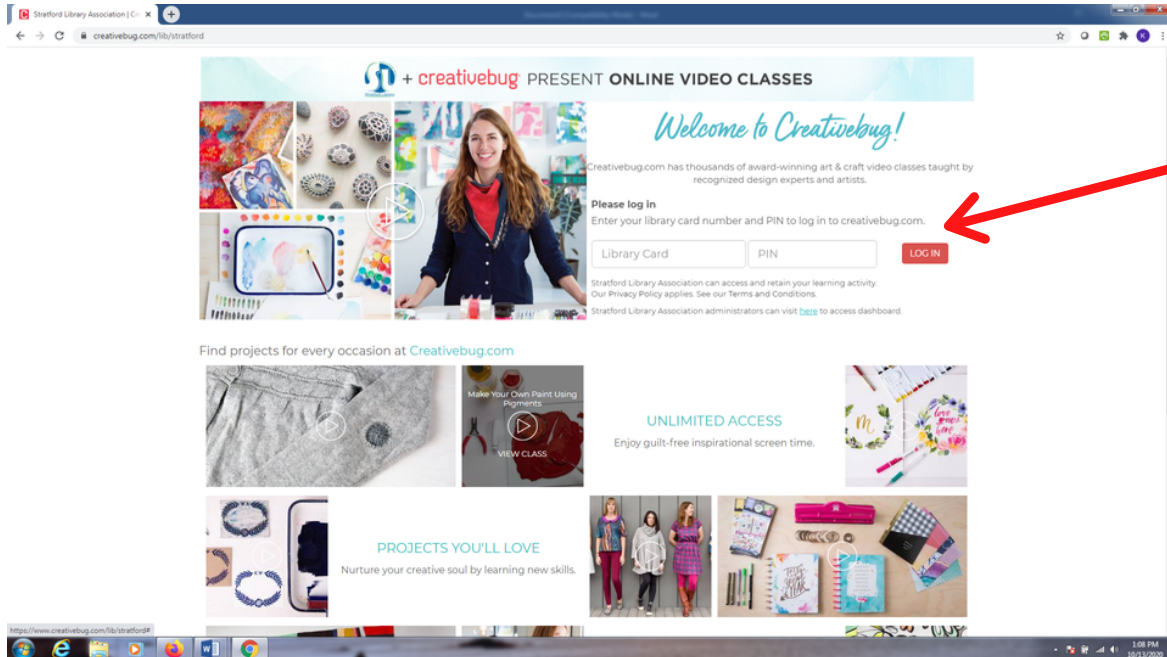 Stratford Library Association | Cr
creativebug.com/lib/stratford
K
+ creativebug PRESENT ONLINE VIDEO CLASSES
Welcome to Creativebug!
Creativebug.com has thousands of award-winning art & craft video classes taught by
recognized design experts and artists.
Please log in
Enter your library card number and PIN to log in to creativebug.com.
Library Card PIN LOG IN
Stratford Library Association can access and retain your learning activity.
Our Privacy Policy applies. See our Terms and Conditions.
Stratford Library Association administrators can visit here to access dashboard.
Find projects for every occasion at Creativebug.com
Make Your Own Paint Using
Pigments
VIEW CLASS
UNLIMITED ACCESS
Enjoy guilt-free inspirational screen time.
m
love
grows
here
PROJECTS YOU'LL LOVE
Nurture your creative soul by learning new skills.
https://www.creativebug.com/lib/stratford#
1:08 PM
10/13/2020